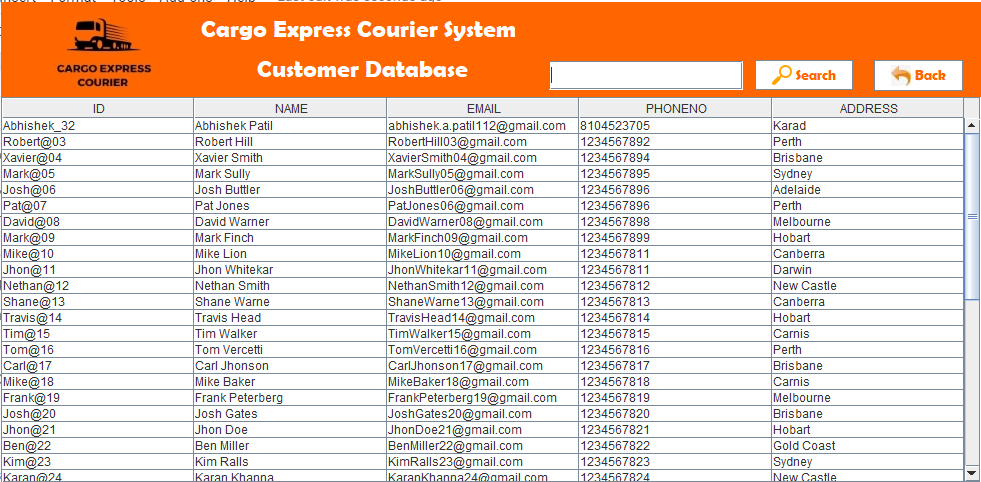 Format Tools Add-ons Help Last edit was seconds ago
Cargo Express Courier System
Customer Database
CARGO EXPRESS
COURIER
Search
Back
ID NAME EMAIL PHONENO ADDRESS
Abhishek_32 Abhishek Patil abhishek.a.patil112@gmail.com 8104523705 Karad
Robert@03 Robert Hill RobertHill03@gmail.com 1234567892 Perth
Xavier@04 Xavier Smith XavierSmith04@gmail.com 1234567894 Brisbane
Mark@05 Mark Sully MarkSully05@gmail.com 1234567895 Sydney
Josh@06 Josh Buttler JoshButtler06@gmail.com 1234567896 Adelaide
Pat@07 Pat Jones PatJones06@gmail.com 1234567896 Perth
David@08 David Warner DavidWarner08@gmail.com 1234567898 Melbourne
Mark@09 Mark Finch MarkFinch09@gmail.com 1234567899 Hobart
Mike@10 Mike Lion MikeLion10@gmail.com 1234567811 Canberra
Jhon@11 Jhon Whitekar JhonWhitekar11@gmail.com 1234567811 Darwin
Nethan@12 Nethan Smith NethanSmith12@gmail.com 1234567812 New Castle
Shane@13 Shane Warne ShaneWarne13@gmail.com 1234567813 Canberra
Travis@14 Travis Head TravisHead14@gmail.com 1234567814 Hobart
Tim@15 Tim Walker TimWalker15@gmail.com 1234567815 Carnis
Tom@16 Tom Vercetti TomVercetti16@gmail.com 1234567816 Perth
Carl@17 Carl Jhonson CarlJhonson17@gmail.com 1234567817 Brisbane
Mike@18 Mike Baker MikeBaker18@gmail.com 1234567818 Carnis
Frank@19 Frank Peterberg FrankPeterberg19@gmail.com 1234567819 Melbourne
Josh@20 Josh Gates JoshGates20@gmail.com 1234567820 Brisbane
Jhon@21 Jhon Doe JhonDoe21@gmail.com 1234567821 Hobart
Ben@22 Ben Miller BenMiller22@gmail.com 1234567822 Gold Coast
Kim@23 Kim Ralls KimRalls23@gmail.com 1234567823 Sydney
Karan@24 Karan Khanna KaranKhanna24@gmail.com 1234567824 New Castle